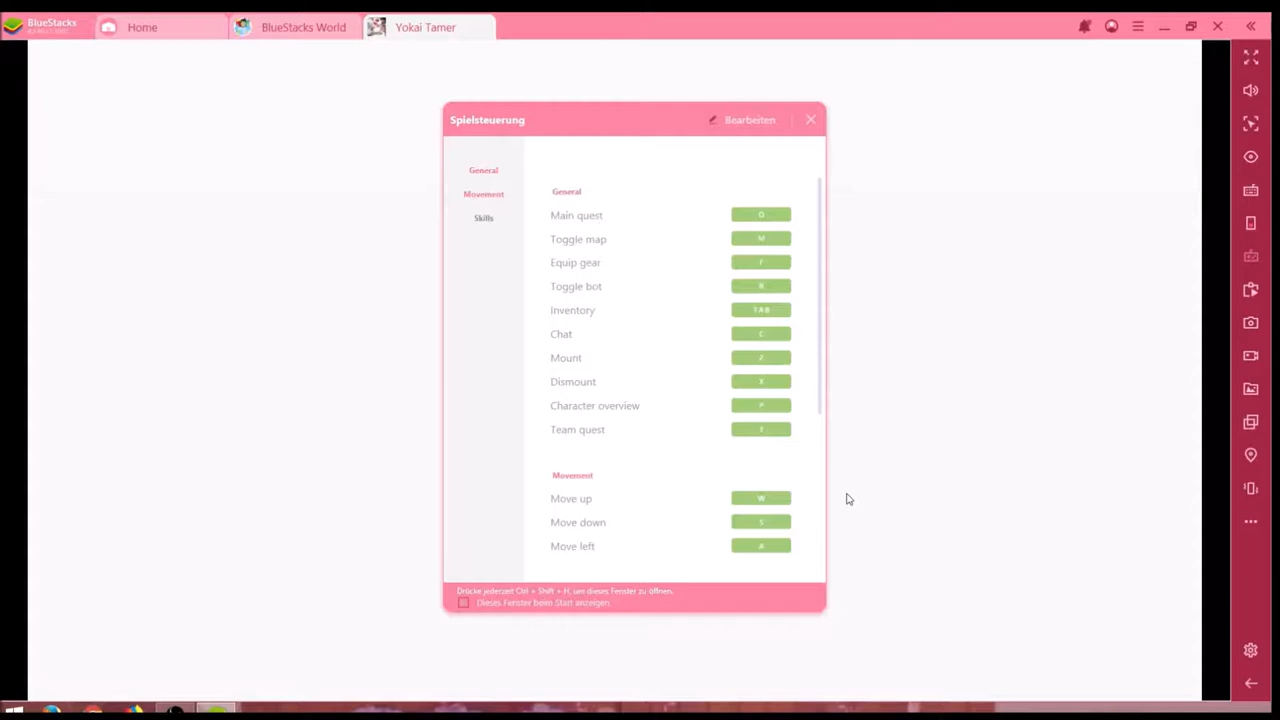 BlueStacks
Home
BlueStacks World
Yokai Tamer
Spielsteuerung
Bearbeiten
General
Movement
Skills
General
Main quest
Toggle map M
Equip gear
Toggle bot
Inventory TAB
Chat C
Mount Z
Dismount X
Character overview P
Team quest
Movement
Move up W
Move down S
Move left A
Drücke jederzeit Ctrl + Shift + H, um dieses Fenster zu öffnen.
Dieses Fenster beim Start anzeigen